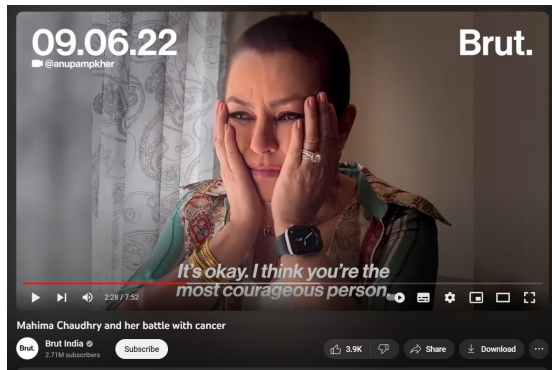 09.06.22
@anupampkher
Brut.
It's okay. I think you're the
most courageous person.
2:28 / 7:52
Mahima Chaudhry and her battle with cancer
Brut.
Brut India
2.71M subscribers
Subscribe
3.9K
Share
Download